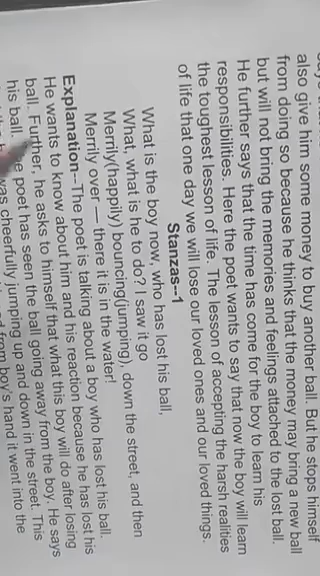 also give him some money to buy another ball. But he stops himself
from doing so because he thinks that the money may bring a new ball
but will not bring the memories and feelings attached to the lost ball.
He further says that the time has come for the boy to learn his
responsibilities. Here the poet wants to say that now the boy will learn
the toughest lesson of life. The lesson of accepting the harsh realities
of life that one day we will lose our loved ones and our loved things.
Stanzas--1
What is the boy now, who has lost his ball,
What, what is he to do? I saw it go
Merrily(happily) bouncing(jumping), down the street, and then
Merrily over — there it is in the water!
Explanation--The poet is talking about a boy who has lost his ball.
He wants to know about him and his reaction because he has lost his
ball. Further, he asks to himself that what this boy will do after losing
his ball. poet has seen the ball going away from the boy. He says
was cheerfully jumping up and down in the street. This
from boy's hand it went into the